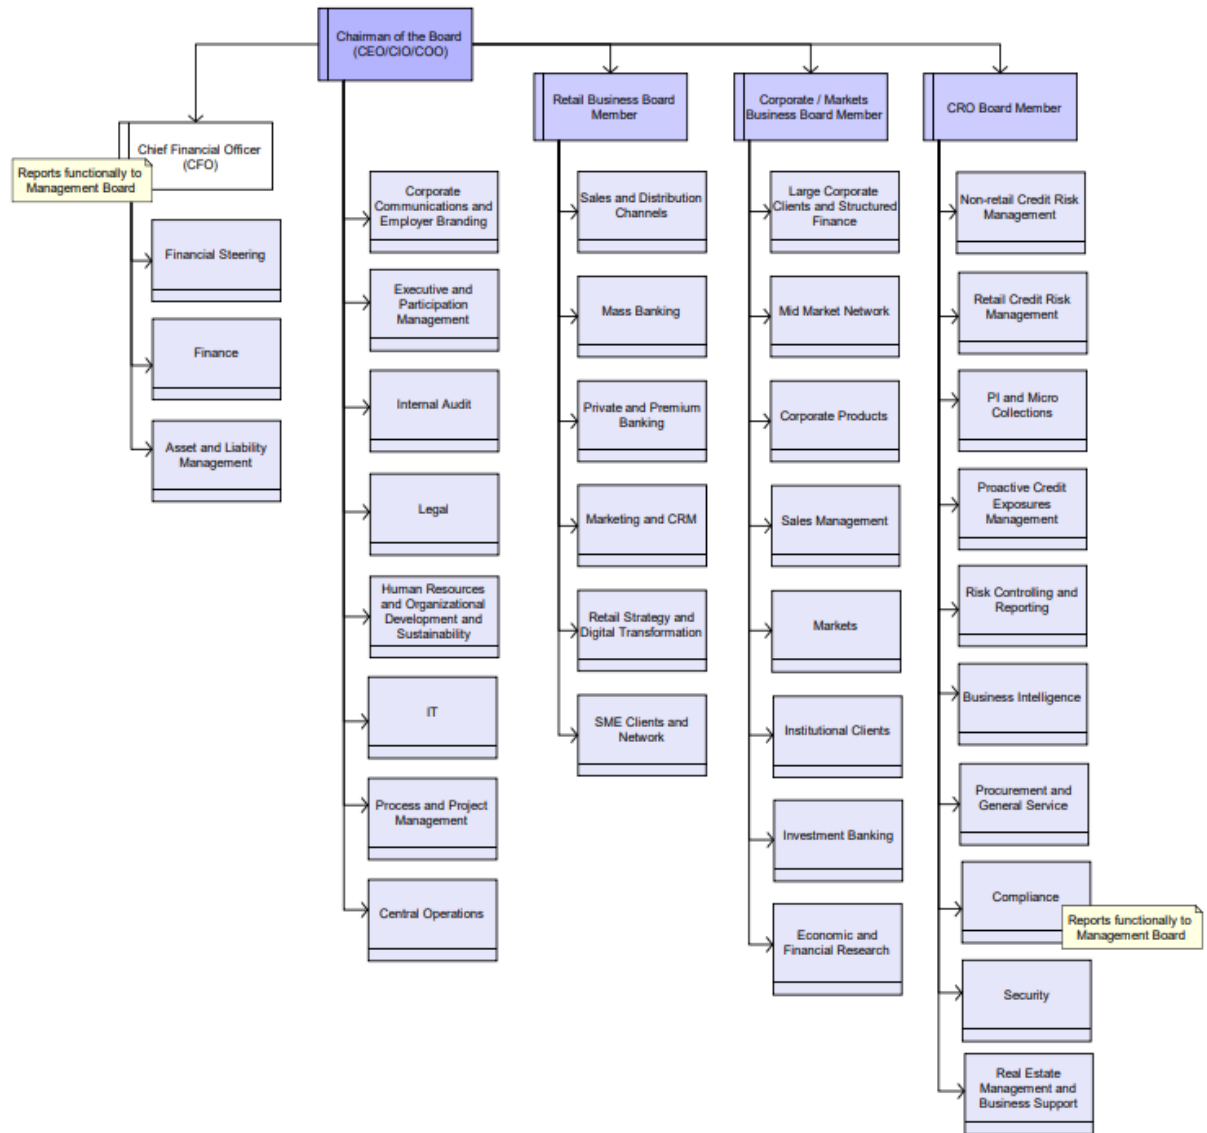 Chairman of the Board
(CEO/CIO/COO)
Chief Financial Officer
(CFO)
Reports functionally to
Management Board
Financial Steering
Finance
Asset and Liability
Management
Corporate
Communications and
Employer Branding
Executive and
Participation
Management
Internal Audit
Legal
Human Resources
and Organizational
Development and
Sustainability
IT
Process and Project
Management
Central Operations
Retail Business Board
Member
Sales and Distribution
Channels
Mass Banking
Private and Premium
Banking
Marketing and CRM
Retail Strategy and
Digital Transformation
SME Clients and
Network
Corporate / Markets
Business Board Member
Large Corporate
Clients and Structured
Finance
Mid Market Network
Corporate Products
Sales Management
Markets
Institutional Clients
Investment Banking
Economic and
Financial Research
CRO Board Member
Non-retail Credit Risk
Management
Retail Credit Risk
Management
PI and Micro
Collections
Proactive Credit
Exposures
Management
Risk Controlling and
Reporting
Business Intelligence
Procurement and
General Service
Compliance
Reports functionally to
Management Board
Security
Real Estate
Management and
Business Support